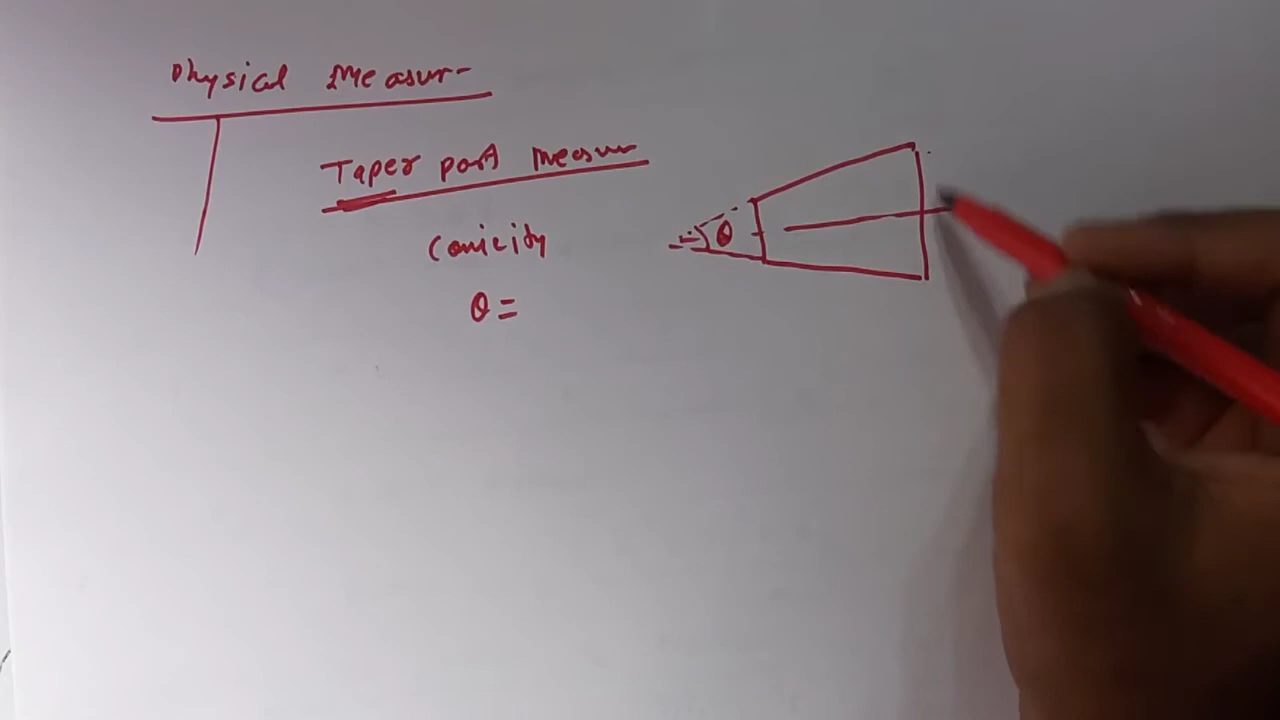 Physical Measur-
Taper part measur
Conicity
θ
θ =